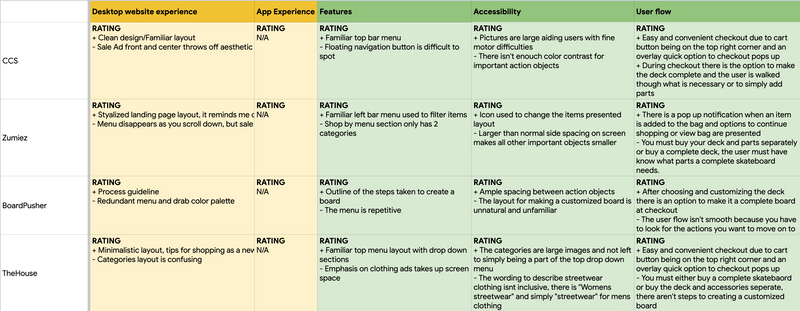 Desktop website experience App Experience Features Accessibility User flow
CCS
RATING
+ Clean design/Familiar layout
- Sale Ad front and center throws off aesthetic
RATING
N/A
RATING
+ Familiar top bar menu
- Floating navigation button is difficult to
spot
RATING
+ Pictures are large aiding users with fine
motor difficulties
- There isn't enouch color contrast for
important action objects
RATING
+ Easy and convenient checkout due to cart
button being on the top right corner and an
overlay quick option to checkout pops up
+ During checkout there is the option to make
the deck complete and the user is walked
though what is necessary or to simply add
parts
Zumiez
RATING
+ Styalized landing page layout, it reminds me c
- Menu disappears as you scroll down, but sale
RATING
N/A
RATING
+ Familiar left bar menu used to filter items
- Shop by menu section only has 2
categories
RATING
+ Icon used to change the items presented
layout
- Larger than normal side spacing on screen
makes all other important objects smaller
RATING
+ There is a pop up notification when an item
is added to the bag and options to continue
shopping or view bag are presented
- You must buy your deck and parts separately
or buy a complete deck, the user must have
know what parts a complete skateboard
needs.
BoardPusher
RATING
+ Process guideline
- Redundant menu and drab color palette
RATING
N/A
RATING
+ Outline of the steps taken to create a
board
- The menu is repetitive
RATING
+ Ample spacing between action objects
- The layout for making a customized board is
unnatural and unfamiliar
RATING
+ After choosing and customizing the deck
there is an option to make it a complete board
at checkout
- The user flow isn't smooth because you have
to look for the actions you want to move on to
TheHouse
RATING
+ Minimalistic layout, tips for shopping as a new
- Categories layout is confusing
RATING
N/A
RATING
+ Familiar top menu layout with drop down
sections
- Emphasis on clothing ads takes up screen
space
RATING
+ The categories are large images and not left
to simply being a part of the top drop down
menu
- The wording to describe streetwear
clothing isnt inclusive, there is "Womens
streetwear" and simply "streetwear" for mens
clothing
RATING
+ Easy and convenient checkout due to cart
button being on the top right corner and an
overlay quick option to checkout pops up
- You must either buy a complete skatebaord
or buy the deck and accessories seperate,
there aren't steps to creating a customized
board